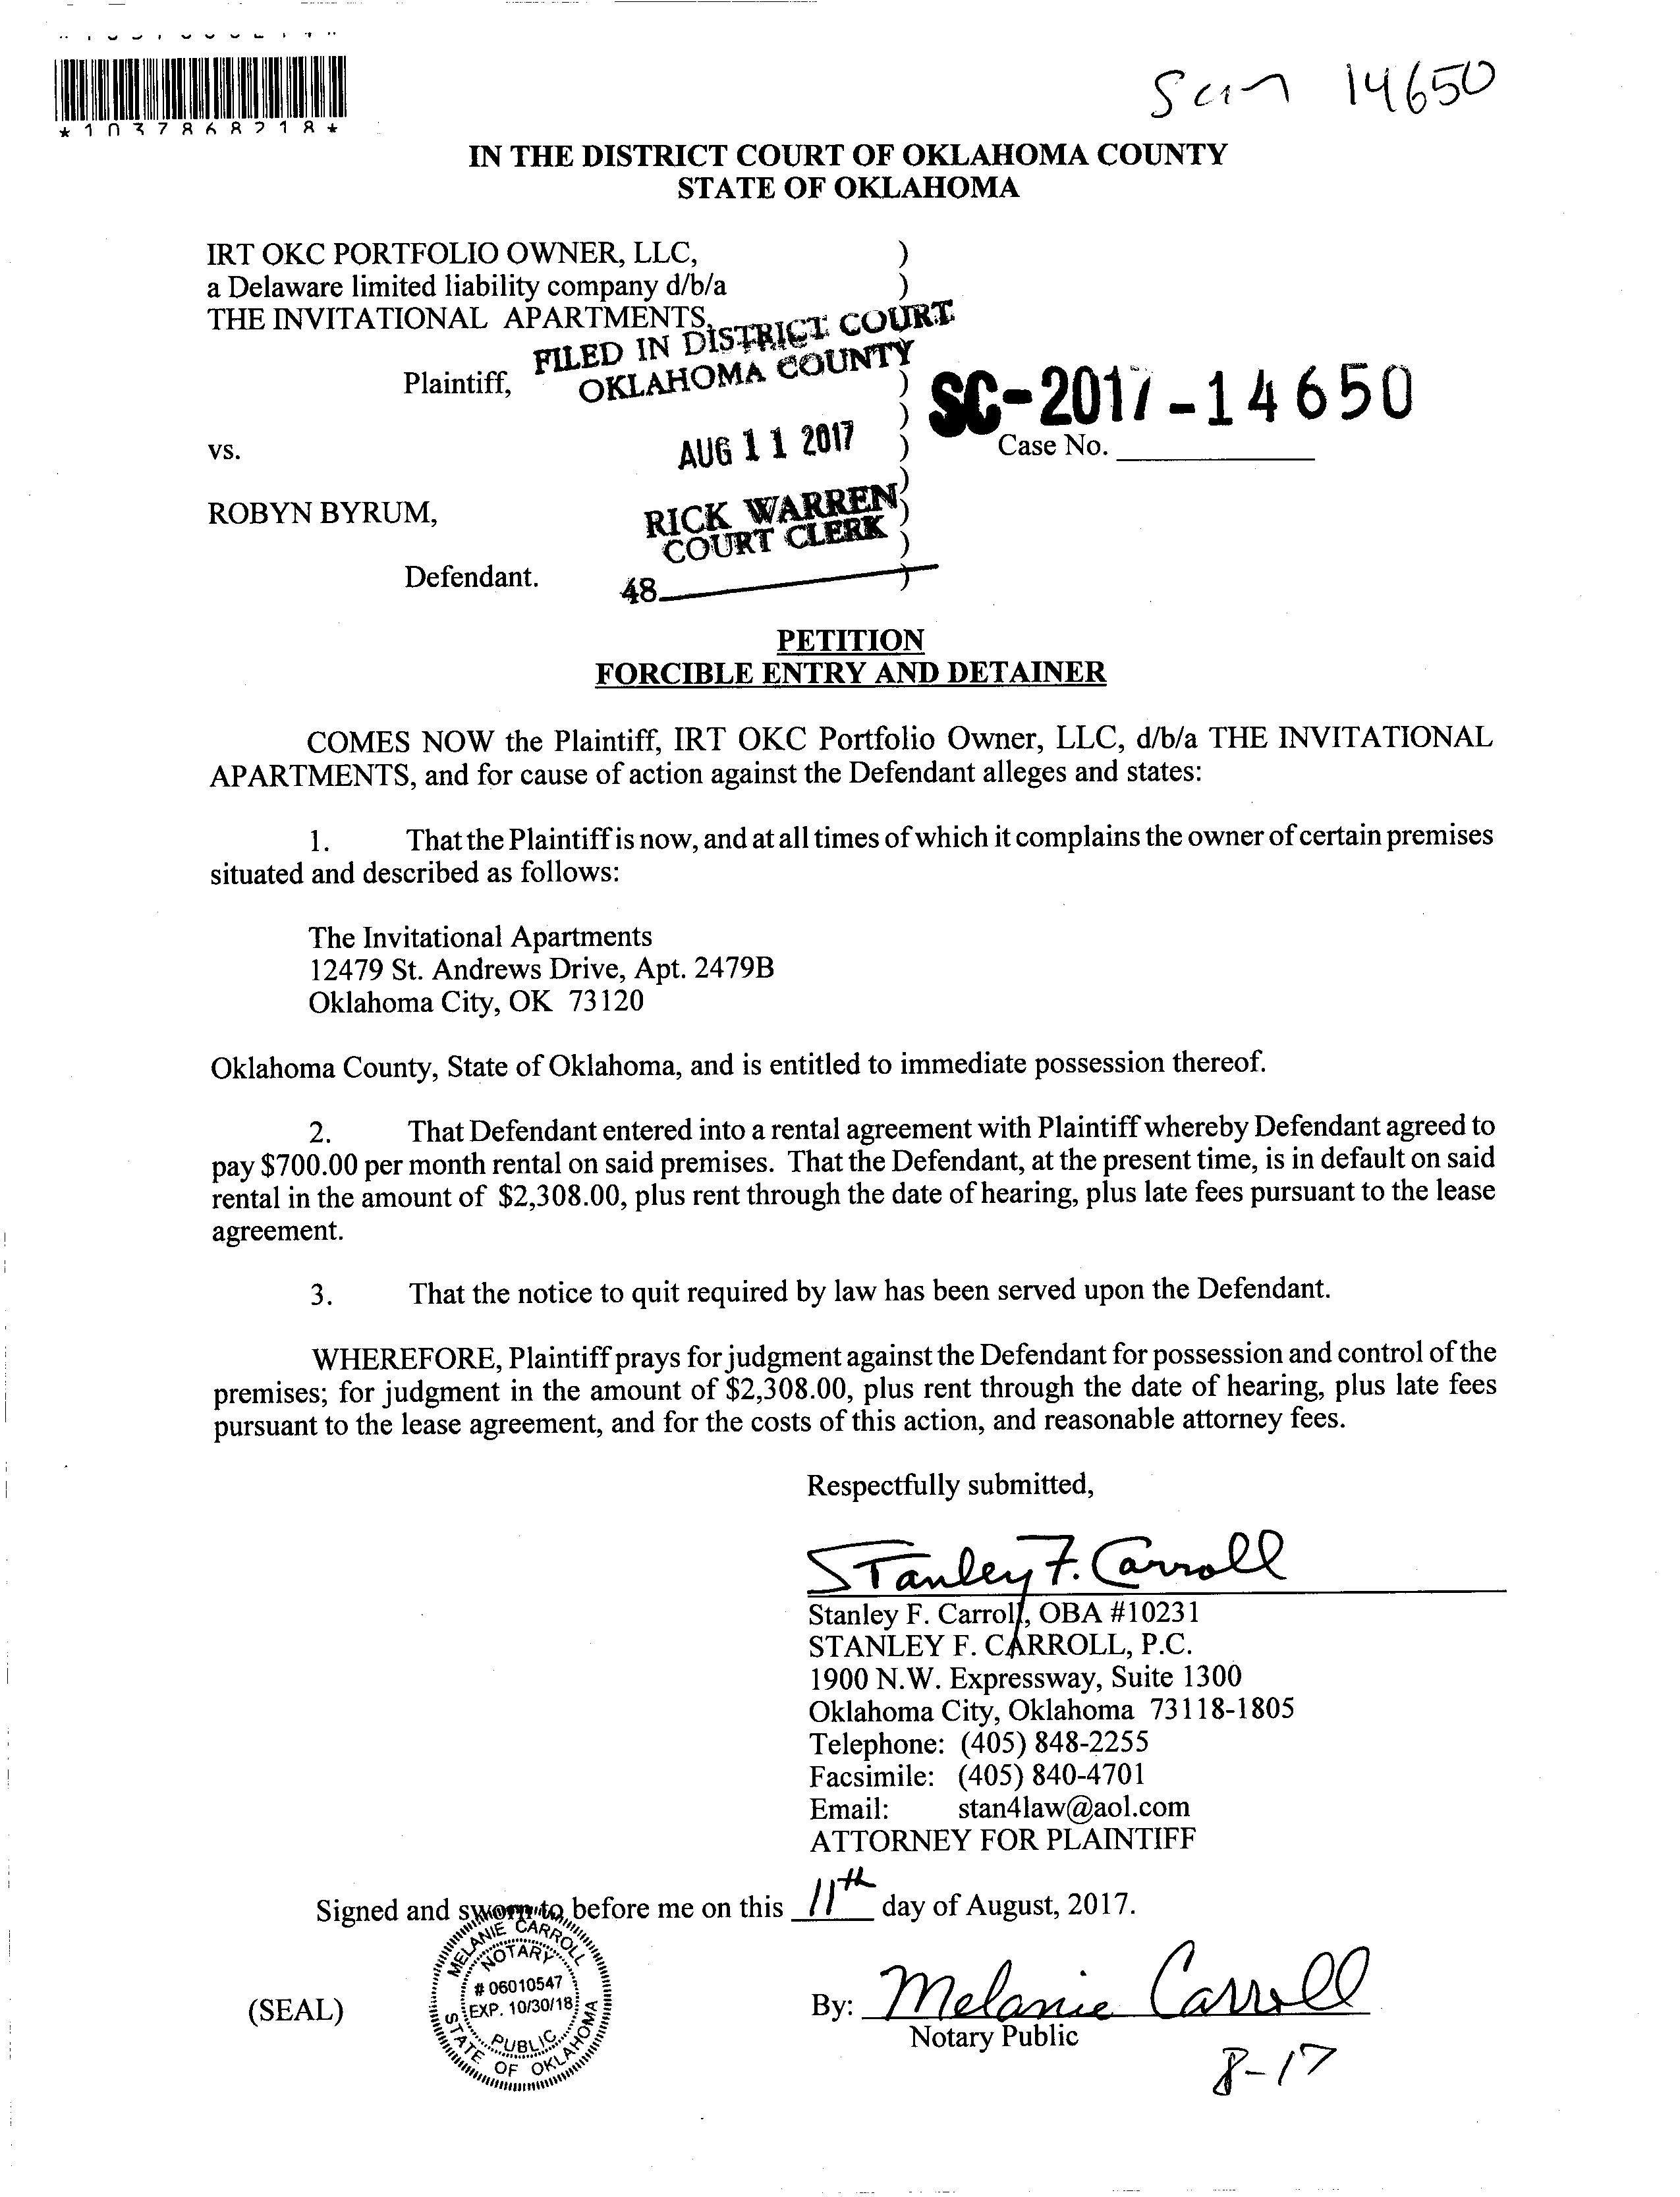 *1037868218*
Scan 14650
IN THE DISTRICT COURT OF OKLAHOMA COUNTY
STATE OF OKLAHOMA
IRT OKC PORTFOLIO OWNER, LLC, )
a Delaware limited liability company d/b/a )
THE INVITATIONAL APARTMENTS,
FILED IN DISTRICT COURT
OKLAHOMA COUNTY
Plaintiff, )
SC-2017-14650
)
AUG 11 2017
vs. ) Case No.
)
ROBYN BYRUM, )
RICK WARREN
COURT CLERK
)
Defendant. )
48
PETITION
FORCIBLE ENTRY AND DETAINER
COMES NOW the Plaintiff, IRT OKC Portfolio Owner, LLC, d/b/a THE INVITATIONAL
APARTMENTS, and for cause of action against the Defendant alleges and states:
1. That the Plaintiff is now, and at all times of which it complains the owner of certain premises
situated and described as follows:
The Invitational Apartments
12479 St. Andrews Drive, Apt. 2479B
Oklahoma City, OK 73120
Oklahoma County, State of Oklahoma, and is entitled to immediate possession thereof.
2. That Defendant entered into a rental agreement with Plaintiff whereby Defendant agreed to
pay $700.00 per month rental on said premises. That the Defendant, at the present time, is in default on said
rental in the amount of $2,308.00, plus rent through the date of hearing, plus late fees pursuant to the lease
agreement.
3. That the notice to quit required by law has been served upon the Defendant.
WHEREFORE, Plaintiff prays for judgment against the Defendant for possession and control of the
premises; for judgment in the amount of $2,308.00, plus rent through the date of hearing, plus late fees
pursuant to the lease agreement, and for the costs of this action, and reasonable attorney fees.
Respectfully submitted,
Stanley F. Carroll
Stanley F. Carroll, OBA #10231
STANLEY F. CARROLL, P.C.
1900 N.W. Expressway, Suite 1300
Oklahoma City, Oklahoma 73118-1805
Telephone: (405) 848-2255
Facsimile: (405) 840-4701
Email: stan4law@aol.com
ATTORNEY FOR PLAINTIFF
Signed and sworn to before me on this 11th day of August, 2017.
MELANIE CARROLL
NOTARY
# 06010547
EXP. 10/30/18
PUBLIC
STATE OF OKLAHOMA
(SEAL)
By: Melanie Carroll
Notary Public
8-17